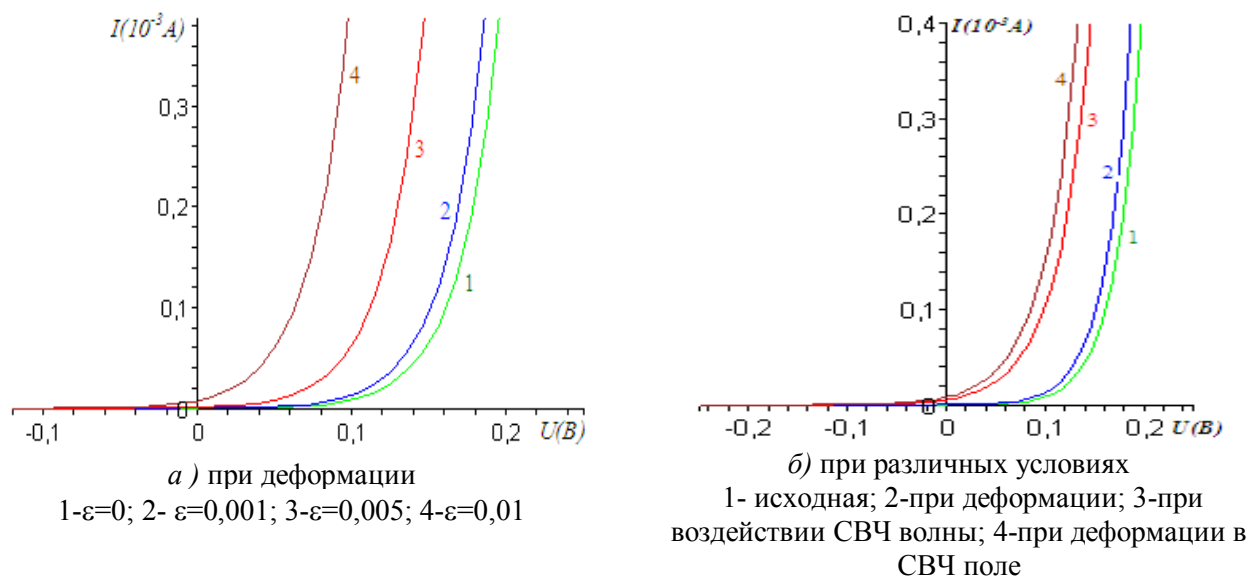 I(10⁻³A)
4
0,3
3
0,2
2
1
0,1
0
-0,1
0
0,1
0,2
U(В)
а ) при деформации
1-ε=0; 2- ε=0,001; 3-ε=0,005; 4-ε=0,01
0,4
I(10⁻³A)
4
0,3
3
2
0,2
1
0,1
0
-0,2
-0,1
0
0,1
0,2
U(В)
б) при различных условиях
1- исходная; 2-при деформации; 3-при
воздействии СВЧ волны; 4-при деформации в
СВЧ поле